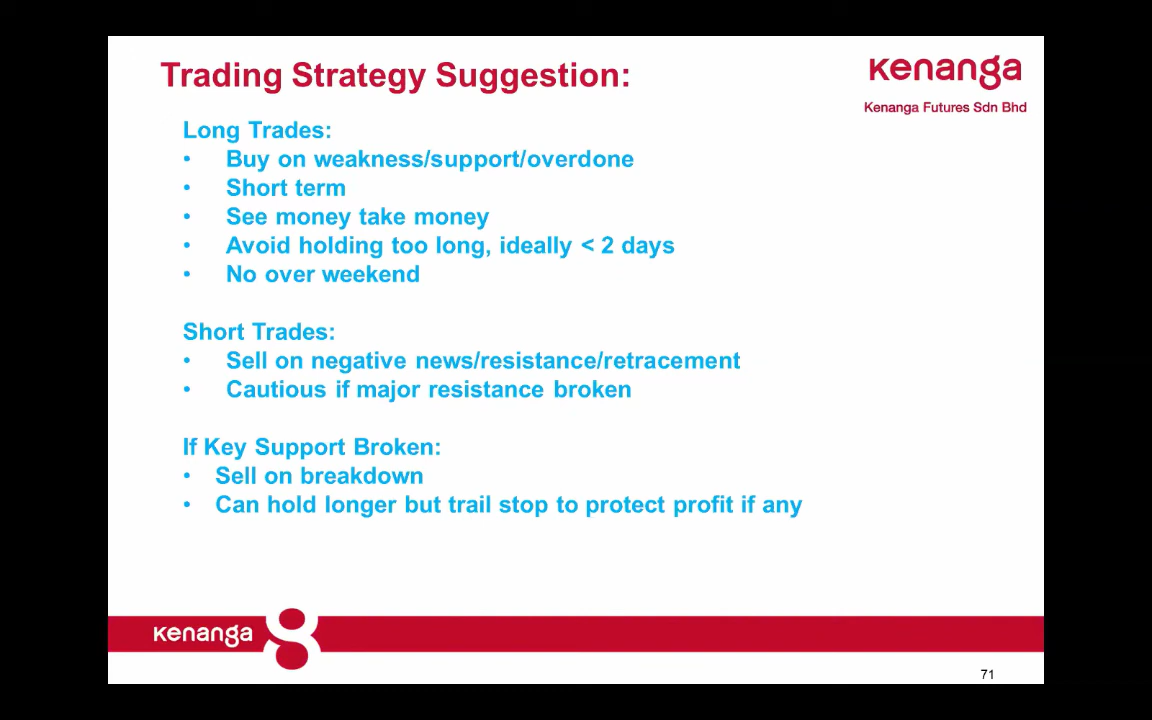 Trading Strategy Suggestion:
Kenanga
Kenanga Futures Sdn Bhd
Long Trades:
• Buy on weakness/support/overdone
• Short term
• See money take money
• Avoid holding too long, ideally < 2 days
• No over weekend
Short Trades:
• Sell on negative news/resistance/retracement
• Cautious if major resistance broken
If Key Support Broken:
• Sell on breakdown
• Can hold longer but trail stop to protect profit if any
Kenanga
71